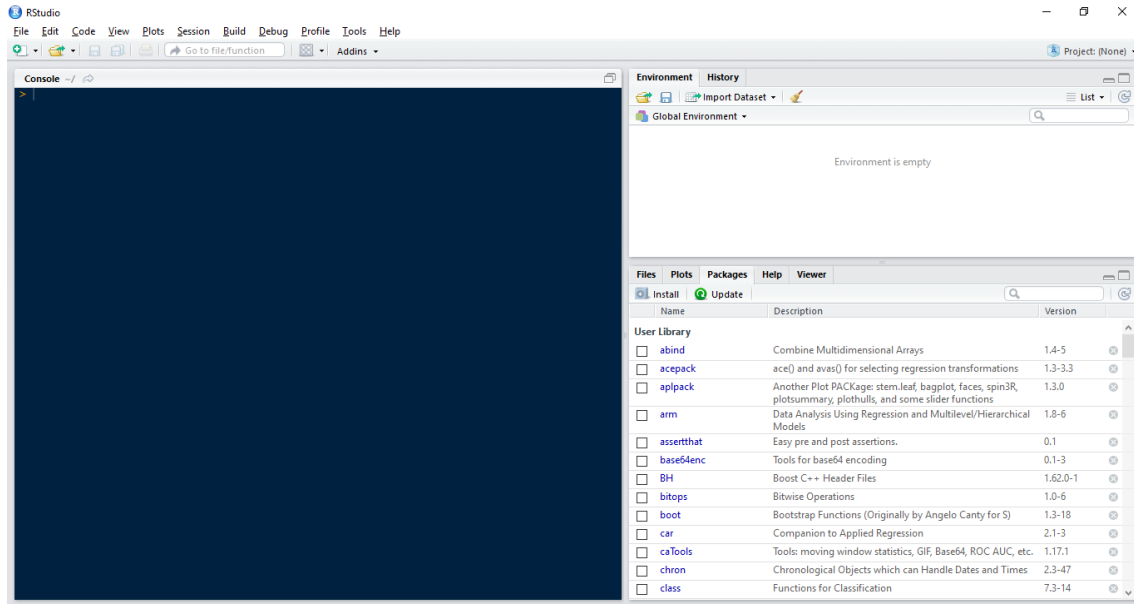 RStudio
File Edit Code View Plots Session Build Debug Profile Tools Help
Go to file/function Addins Project: (None)
Console ~/
>
Environment History
Import Dataset List
Global Environment
Environment is empty
Files Plots Packages Help Viewer
Install Update
Name Description Version
User Library
abind Combine Multidimensional Arrays 1.4-5
acepack ace() and avas() for selecting regression transformations 1.3-3.3
aplpack Another Plot PACKage: stem.leaf, bagplot, faces, spin3R, 1.3.0
plotsummary, plothulls, and some slider functions
arm Data Analysis Using Regression and Multilevel/Hierarchical 1.8-6
Models
assertthat Easy pre and post assertions. 0.1
base64enc Tools for base64 encoding 0.1-3
BH Boost C++ Header Files 1.62.0-1
bitops Bitwise Operations 1.0-6
boot Bootstrap Functions (Originally by Angelo Canty for S) 1.3-18
car Companion to Applied Regression 2.1-3
caTools Tools: moving window statistics, GIF, Base64, ROC AUC, etc. 1.17.1
chron Chronological Objects which can Handle Dates and Times 2.3-47
class Functions for Classification 7.3-14